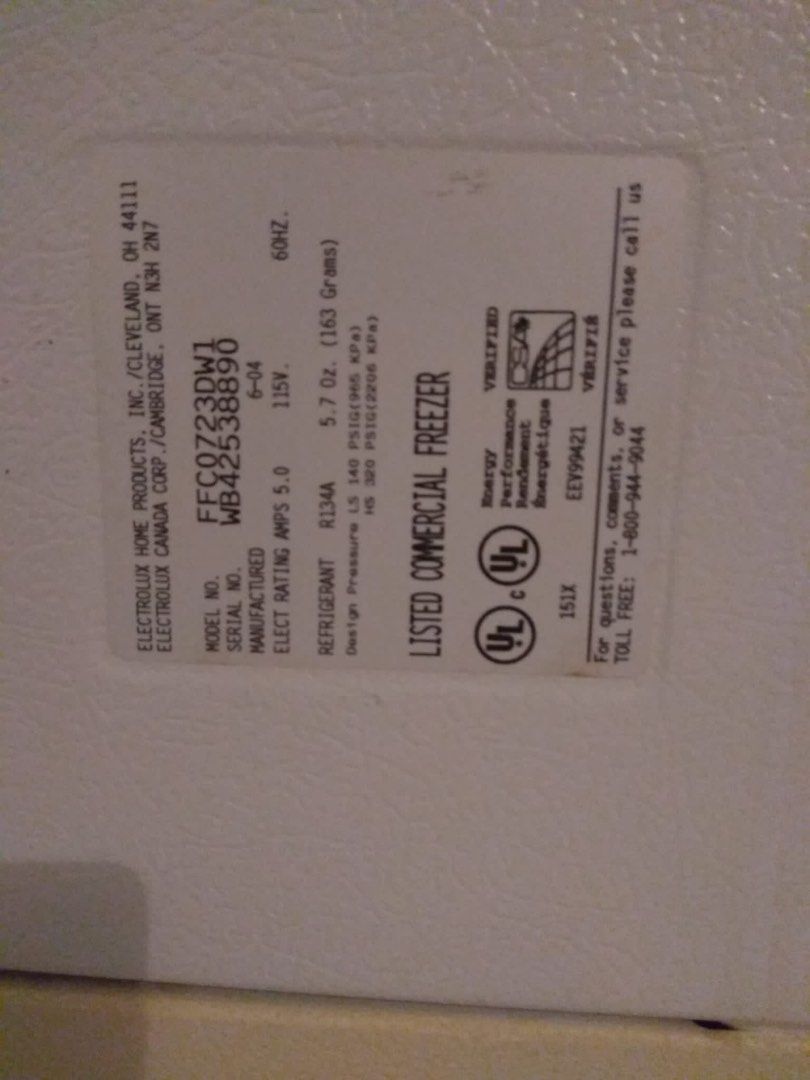 ELECTROLUX HOME PRODUCTS, INC./CLEVELAND, OH 44111
ELECTROLUX CANADA CORP./CAMBRIDGE, ONT N3H 2N7
MODEL NO. FFC0723DW1
SERIAL NO. WB42538890
MANUFACTURED 6-04
ELECT RATING AMPS 5.0 115V. 60HZ.
REFRIGERANT R134A 5.7 Oz. (163 Grams)
Design Pressure LS 140 PSIG(965 KPa)
HS 320 PSIG(2206 KPa)
LISTED COMMERCIAL FREEZER
UL c UL
Energy
Performance
Rendement
Énergétique
VERIFIED
CSA
VÉRIFIÉ
151X EEV99421
For questions, comments, or service please call us
TOLL FREE: 1-800-944-9044